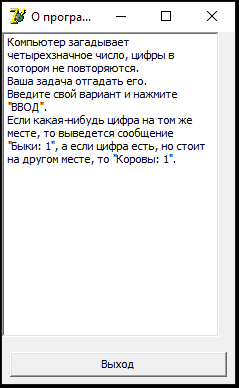 О програ...
Компьютер загадывает
четырехзначное число, цифры в
котором не повторяются.
Ваша задача отгадать его.
Введите свой вариант и нажмите
"ВВОД".
Если какая-нибудь цифра на том же
месте, то выведется сообщение
"Быки: 1", а если цифра есть, но стоит
на другом месте, то "Коровы: 1".
Выход